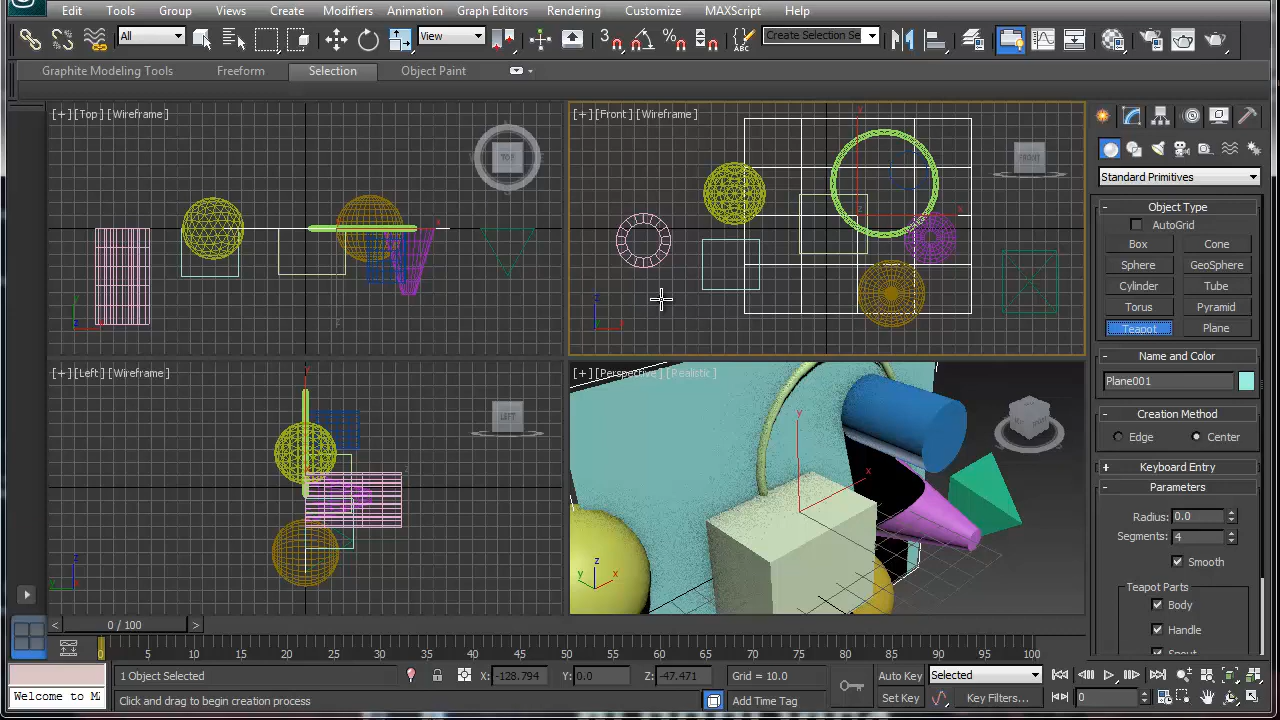 Edit Tools Group Views Create Modifiers Animation Graph Editors Rendering Customize MAXScript Help
All View Create Selection Se
Graphite Modeling Tools Freeform Selection Object Paint
[+] [Top] [Wireframe]
TOP
[+] [Front] [Wireframe]
FRONT
[+] [Left] [Wireframe]
LEFT
[+] [Perspective] [Realistic]
Standard Primitives
Object Type
AutoGrid
Box Cone
Sphere GeoSphere
Cylinder Tube
Torus Pyramid
Teapot Plane
Name and Color
Plane001
Creation Method
Edge Center
Keyboard Entry
Parameters
Radius: 0.0
Segments: 4
Smooth
Teapot Parts
Body
Handle
Spout
0 / 100
0 5 10 15 20 25 30 35 40 45 50 55 60 65 70 75 80 85 90 95 100
1 Object Selected X: -128.794 Y: 0.0 Z: -47.471 Grid = 10.0 Auto Key Selected
Welcome to M Click and drag to begin creation process Add Time Tag Set Key Key Filters... 0